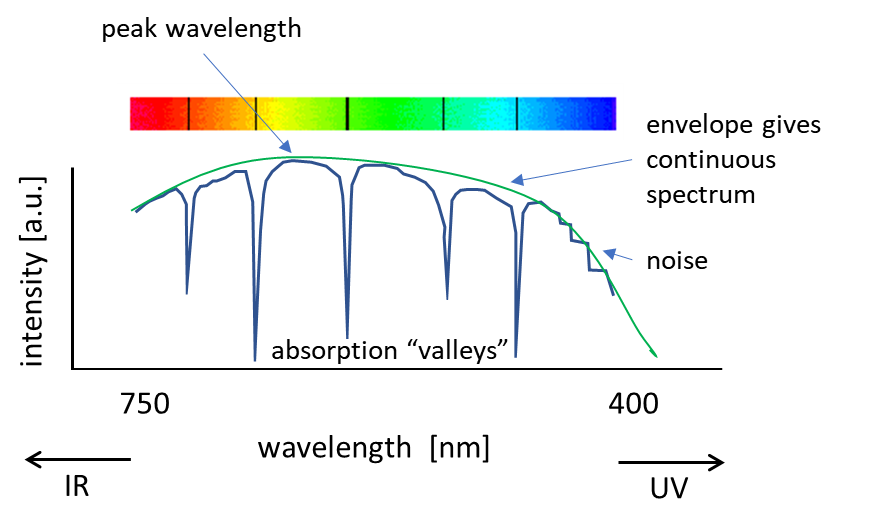 peak wavelength
envelope gives
continuous
spectrum
noise
intensity [a.u.]
absorption “valleys”
750
400
wavelength [nm]
IR
UV